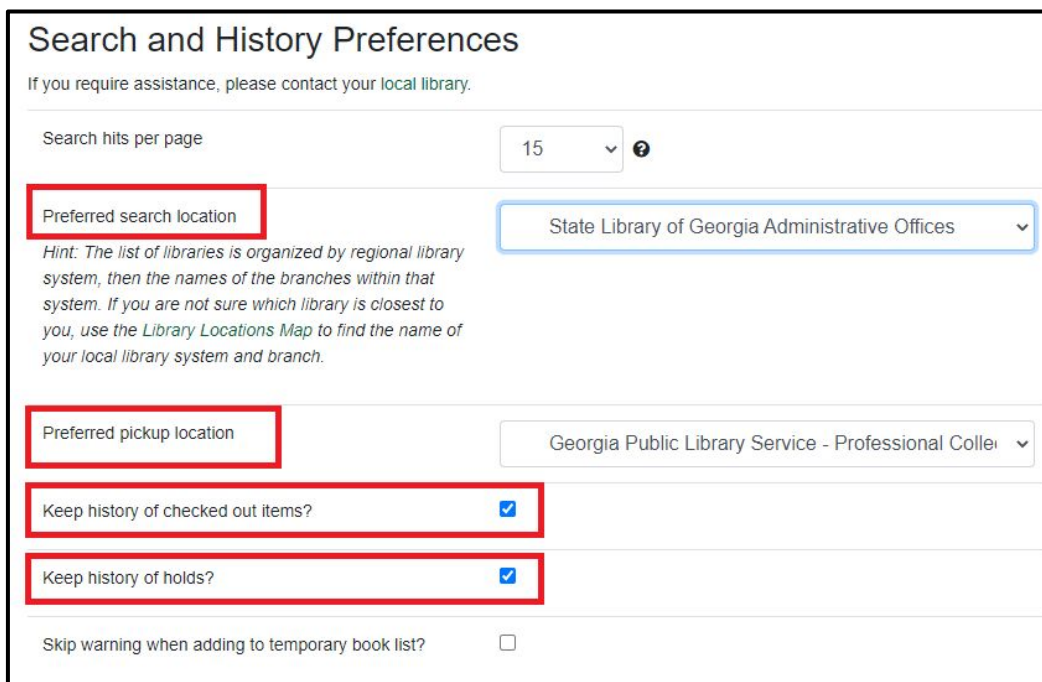 Search and History Preferences
If you require assistance, please contact your local library.
Search hits per page
15
Preferred search location
State Library of Georgia Administrative Offices
Hint: The list of libraries is organized by regional library
system, then the names of the branches within that
system. If you are not sure which library is closest to
you, use the Library Locations Map to find the name of
your local library system and branch.
Preferred pickup location
Georgia Public Library Service - Professional Colle
Keep history of checked out items?
Keep history of holds?
Skip warning when adding to temporary book list?